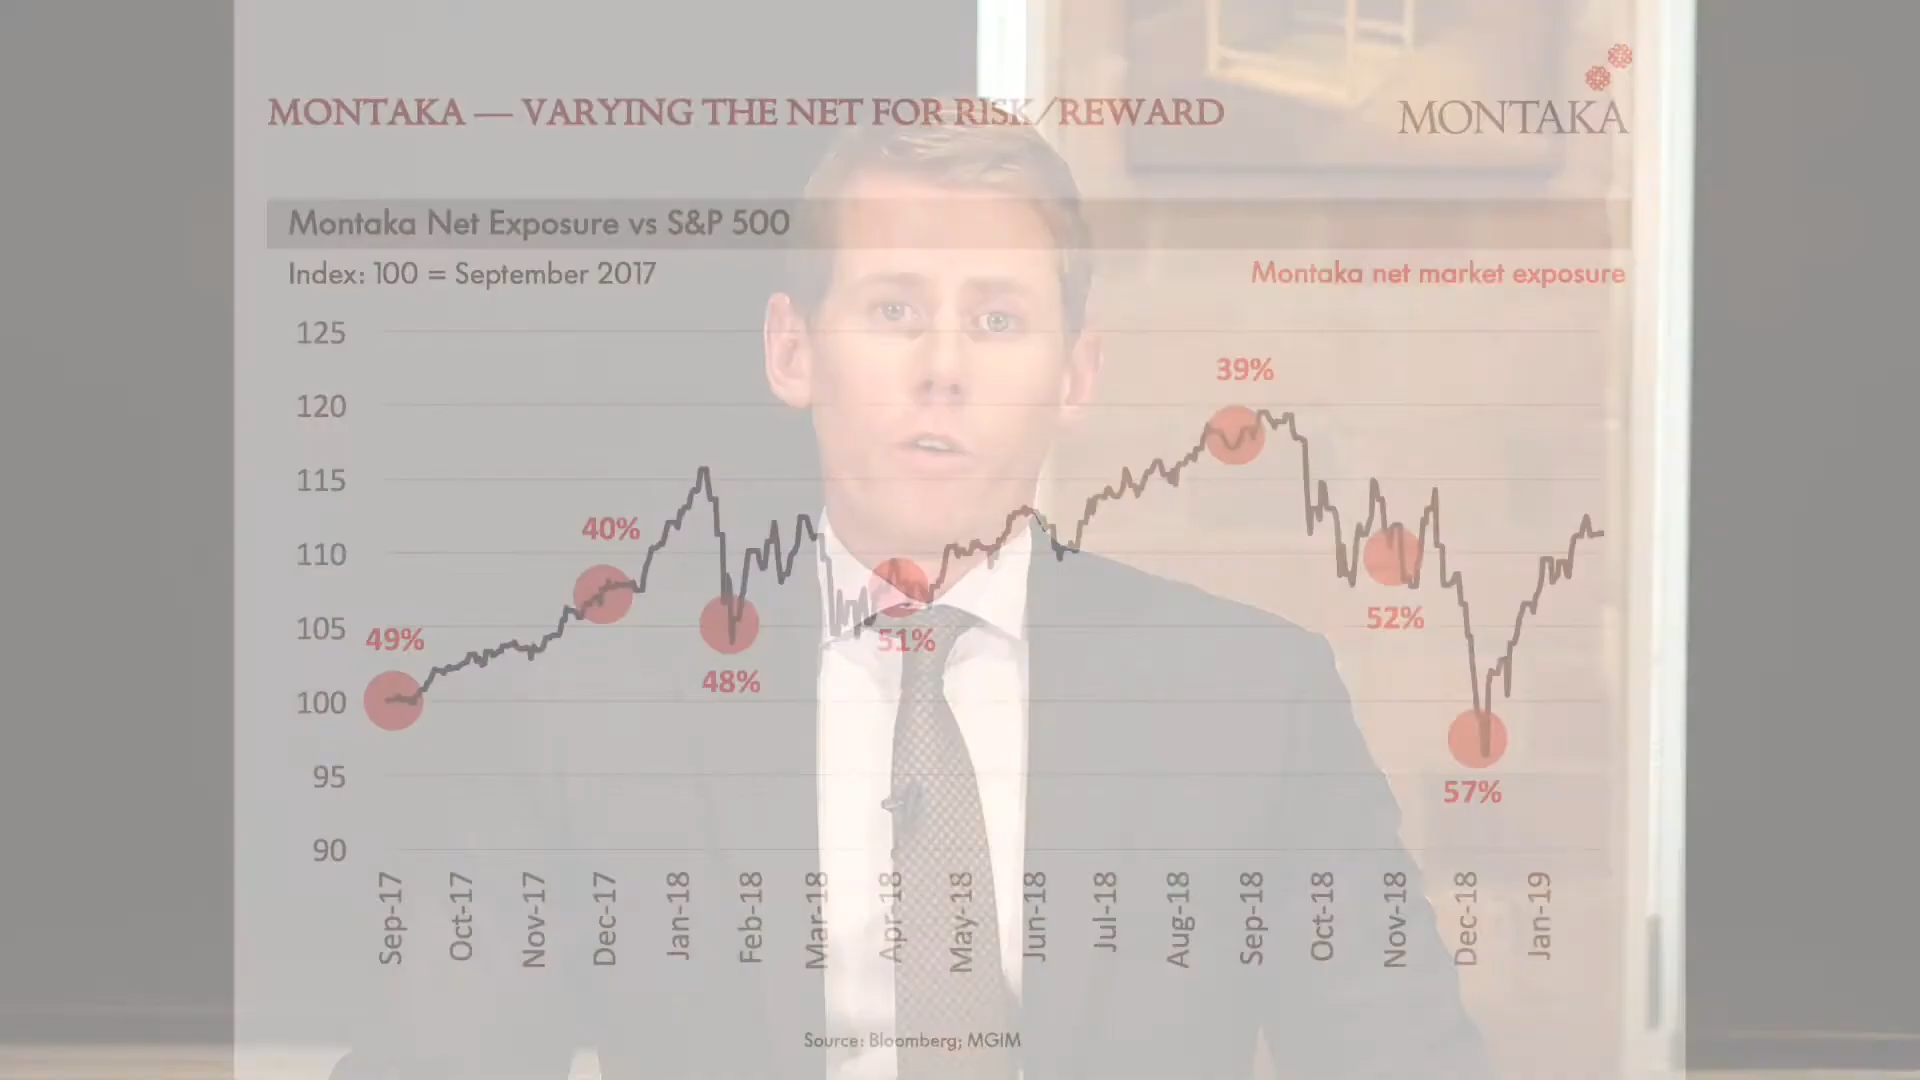 MONTAKA — VARYING THE NET FOR RISK/REWARD
MONTAKA
Montaka Net Exposure vs S&P 500
Index: 100 = September 2017
Montaka net market exposure
125
120
115
110
105
100
95
90
49%
40%
48%
51%
39%
52%
57%
Sep-17
Oct-17
Nov-17
Dec-17
Jan-18
Feb-18
Mar-18
Apr-18
May-18
Jun-18
Jul-18
Aug-18
Sep-18
Oct-18
Nov-18
Dec-18
Jan-19
Source: Bloomberg; MGIM